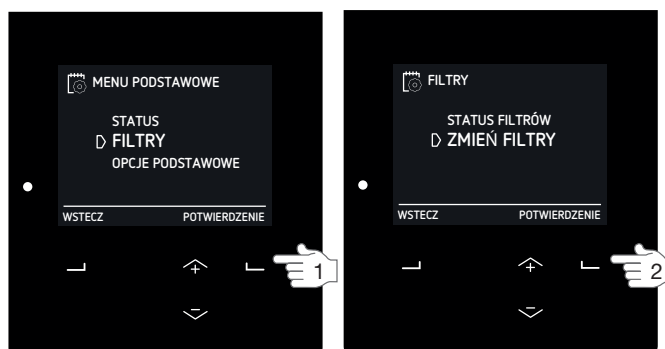 MENU PODSTAWOWE
STATUS
FILTRY
OPCJE PODSTAWOWE
WSTECZ POTWIERDZENIE
1
FILTRY
STATUS FILTRÓW
ZMIEŃ FILTRY
WSTECZ POTWIERDZENIE
2